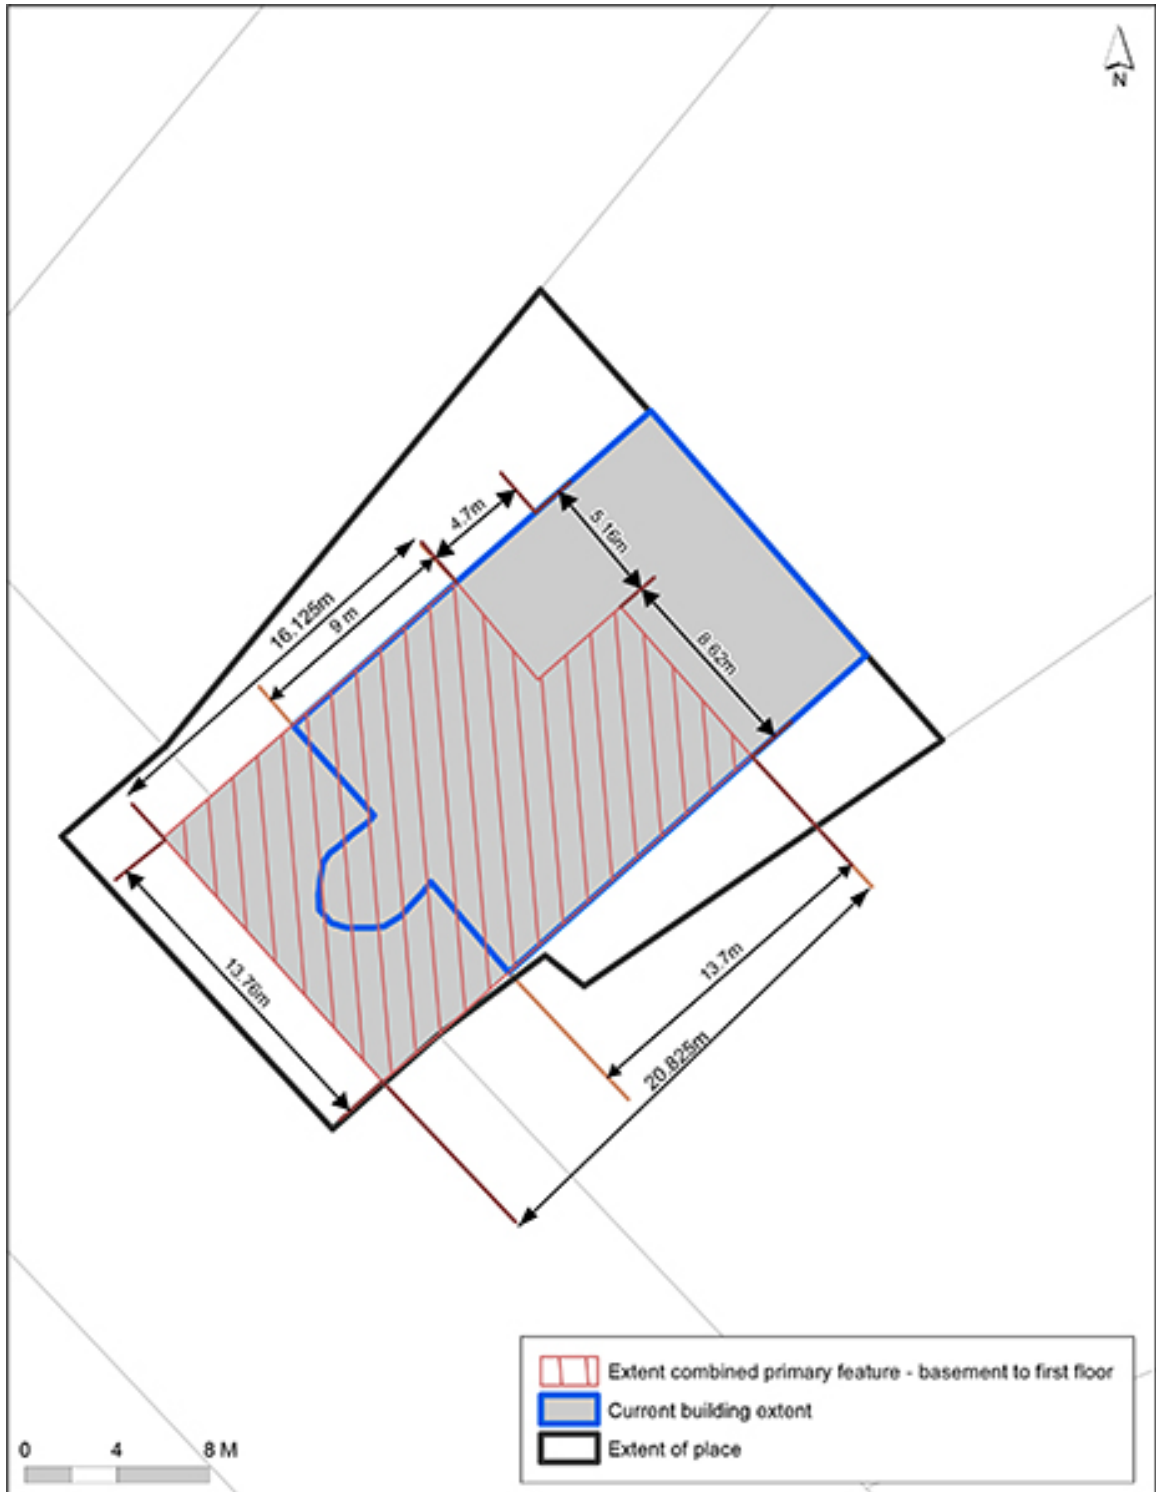 N
4.7m
5.16m
16.125m
9 m
8.62m
13.76m
13.7m
20.825m
Extent combined primary feature - basement to first floor
Current building extent
Extent of place
0 4 8 M